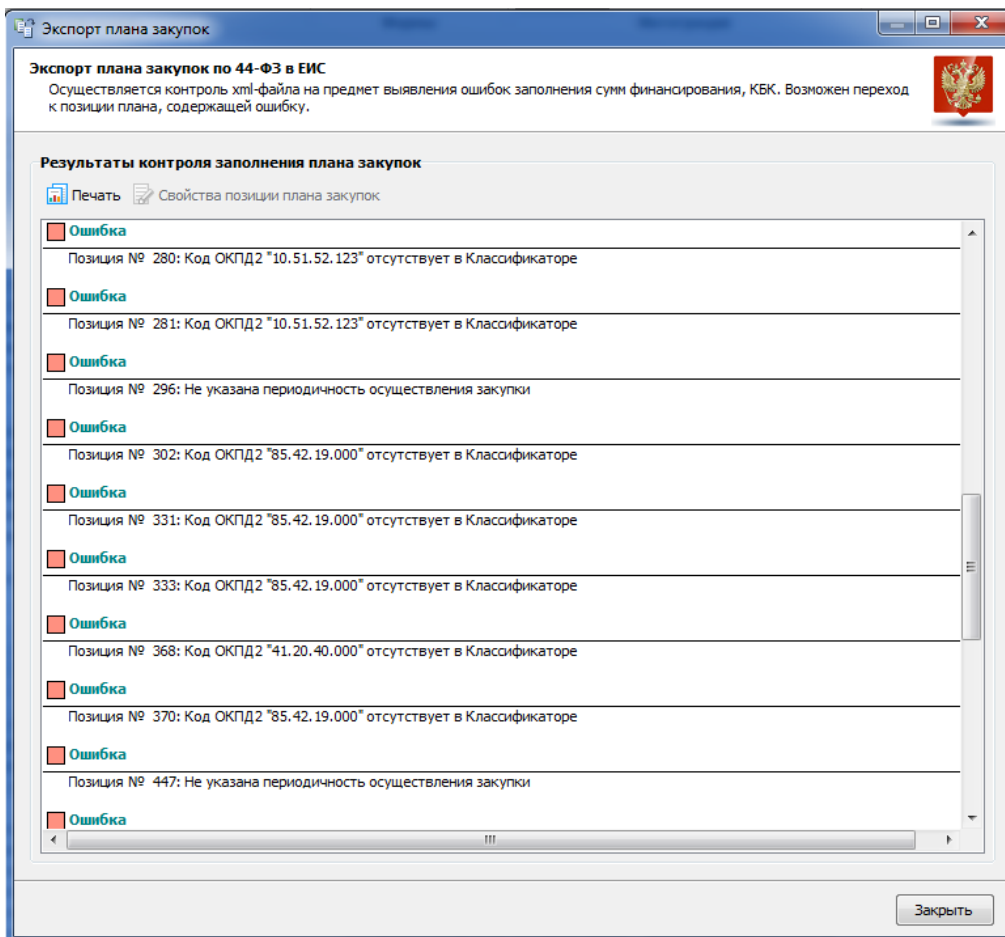 Экспорт плана закупок
Экспорт плана закупок по 44-ФЗ в ЕИС
Осуществляется контроль xml-файла на предмет выявления ошибок заполнения сумм финансирования, КБК. Возможен переход
к позиции плана, содержащей ошибку.
Результаты контроля заполнения плана закупок
Печать Свойства позиции плана закупок
Ошибка
Позиция № 280: Код ОКПД2 "10.51.52.123" отсутствует в Классификаторе
Ошибка
Позиция № 281: Код ОКПД2 "10.51.52.123" отсутствует в Классификаторе
Ошибка
Позиция № 296: Не указана периодичность осуществления закупки
Ошибка
Позиция № 302: Код ОКПД2 "85.42.19.000" отсутствует в Классификаторе
Ошибка
Позиция № 331: Код ОКПД2 "85.42.19.000" отсутствует в Классификаторе
Ошибка
Позиция № 333: Код ОКПД2 "85.42.19.000" отсутствует в Классификаторе
Ошибка
Позиция № 368: Код ОКПД2 "41.20.40.000" отсутствует в Классификаторе
Ошибка
Позиция № 370: Код ОКПД2 "85.42.19.000" отсутствует в Классификаторе
Ошибка
Позиция № 447: Не указана периодичность осуществления закупки
Ошибка
Закрыть